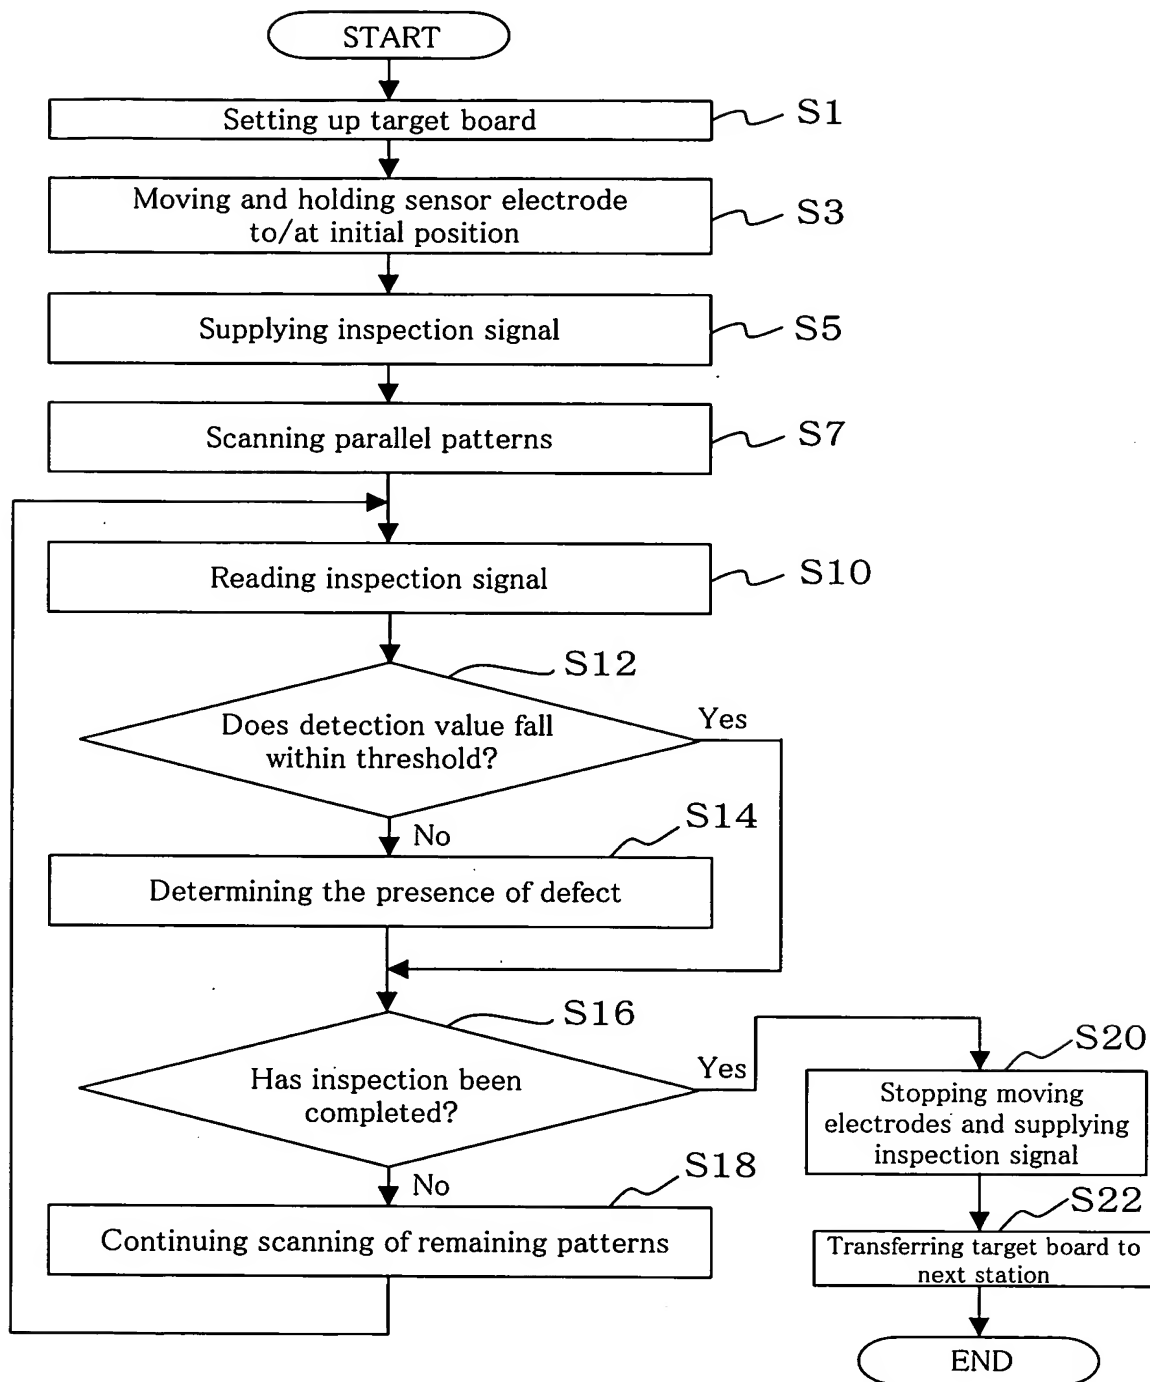 START
Setting up target board
S1
Moving and holding sensor electrode
to/at initial position
S3
Supplying inspection signal
S5
Scanning parallel patterns
S7
Reading inspection signal
S10
S12
Does detection value fall
within threshold?
Yes
No
S14
Determining the presence of defect
S16
Has inspection been
completed?
Yes
No
S18
Continuing scanning of remaining patterns
S20
Stopping moving
electrodes and supplying
inspection signal
S22
Transferring target board to
next station
END